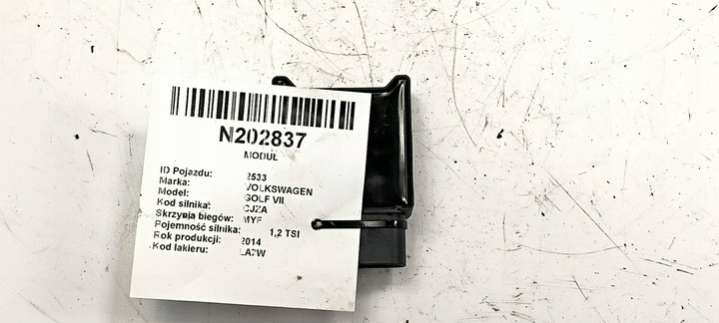 N202837
MODUŁ
ID Pojazdu: 2533
Marka: VOLKSWAGEN
Model: GOLF VII
Kod silnika: CJZA
Skrzynia biegów: MYF
Pojemność silnika: 1,2 TSI
Rok produkcji: 2014
Kod lakieru: LA7W